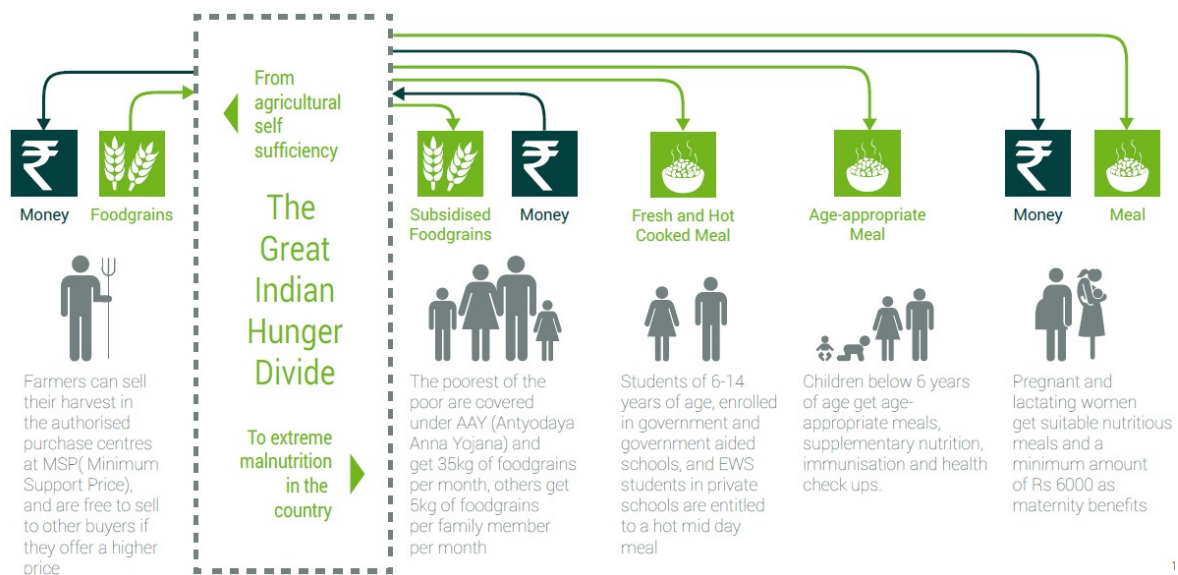 From
agricultural
self
sufficiency
The
Great
Indian
Hunger
Divide
To extreme
malnutrition
in the
country
₹
Money
Foodgrains
Farmers can sell
their harvest in
the authorised
purchase centres
at MSP( Minimum
Support Price),
and are free to sell
to other buyers if
they offer a higher
price
Subsidised
Foodgrains
₹
Money
The poorest of the
poor are covered
under AAY (Antyodaya
Anna Yojana) and
get 35kg of foodgrains
per month, others get
5kg of foodgrains
per family member
per month
Fresh and Hot
Cooked Meal
Students of 6-14
years of age, enrolled
in government and
government aided
schools, and EWS
students in private
schools are entitled
to a hot mid day
meal
Age-appropriate
Meal
Children below 6 years
of age get age-
appropriate meals,
supplementary nutrition,
immunisation and health
check ups.
₹
Money
Meal
Pregnant and
lactating women
get suitable nutritious
meals and a
minimum amount
of Rs 6000 as
maternity benefits
1